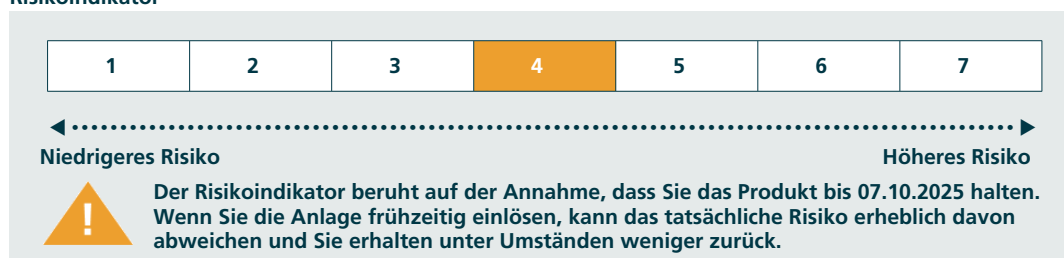 Risikoindikator
1 2 3 4 5 6 7
Niedrigeres Risiko Höheres Risiko
! Der Risikoindikator beruht auf der Annahme, dass Sie das Produkt bis 07.10.2025 halten.
Wenn Sie die Anlage frühzeitig einlösen, kann das tatsächliche Risiko erheblich davon
abweichen und Sie erhalten unter Umständen weniger zurück.